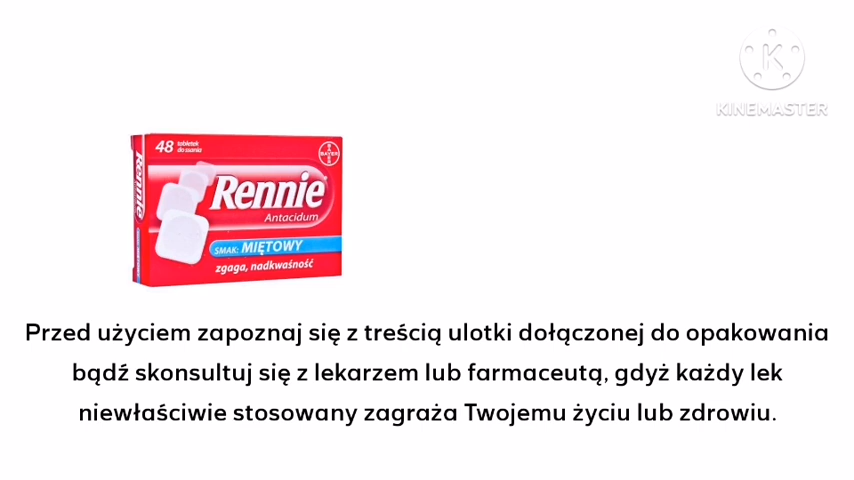 KINEMASTER
48 tabletek
do ssania
BAYER
Rennie
Rennie
Antacidum
SMAK: MIĘTOWY
zgaga, nadkwaśność
Przed użyciem zapoznaj się z treścią ulotki dołączonej do opakowania
bądź skonsultuj się z lekarzem lub farmaceutą, gdyż każdy lek
niewłaściwie stosowany zagraża Twojemu życiu lub zdrowiu.